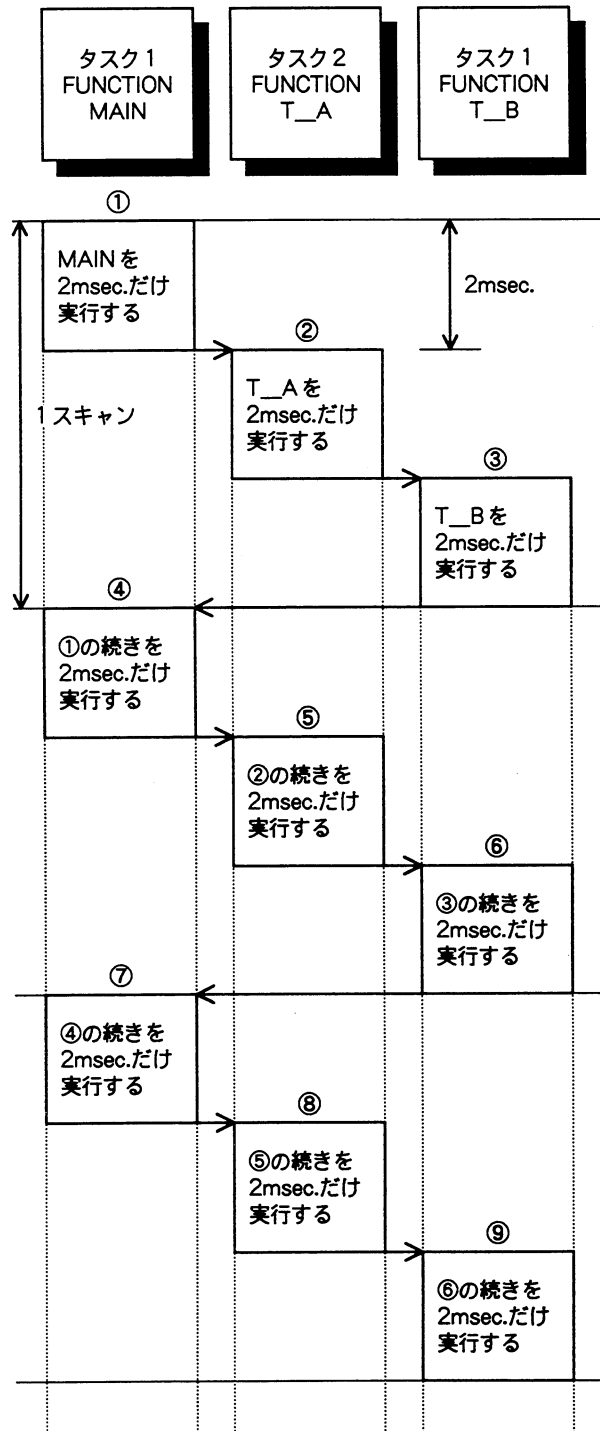 タスク1
FUNCTION
MAIN
タスク2
FUNCTION
T__A
タスク1
FUNCTION
T__B
①
MAINを
2msec.だけ
実行する
2msec.
②
T__Aを
2msec.だけ
実行する
1スキャン
③
T__Bを
2msec.だけ
実行する
④
①の続きを
2msec.だけ
実行する
⑤
②の続きを
2msec.だけ
実行する
⑥
③の続きを
2msec.だけ
実行する
⑦
④の続きを
2msec.だけ
実行する
⑧
⑤の続きを
2msec.だけ
実行する
⑨
⑥の続きを
2msec.だけ
実行する